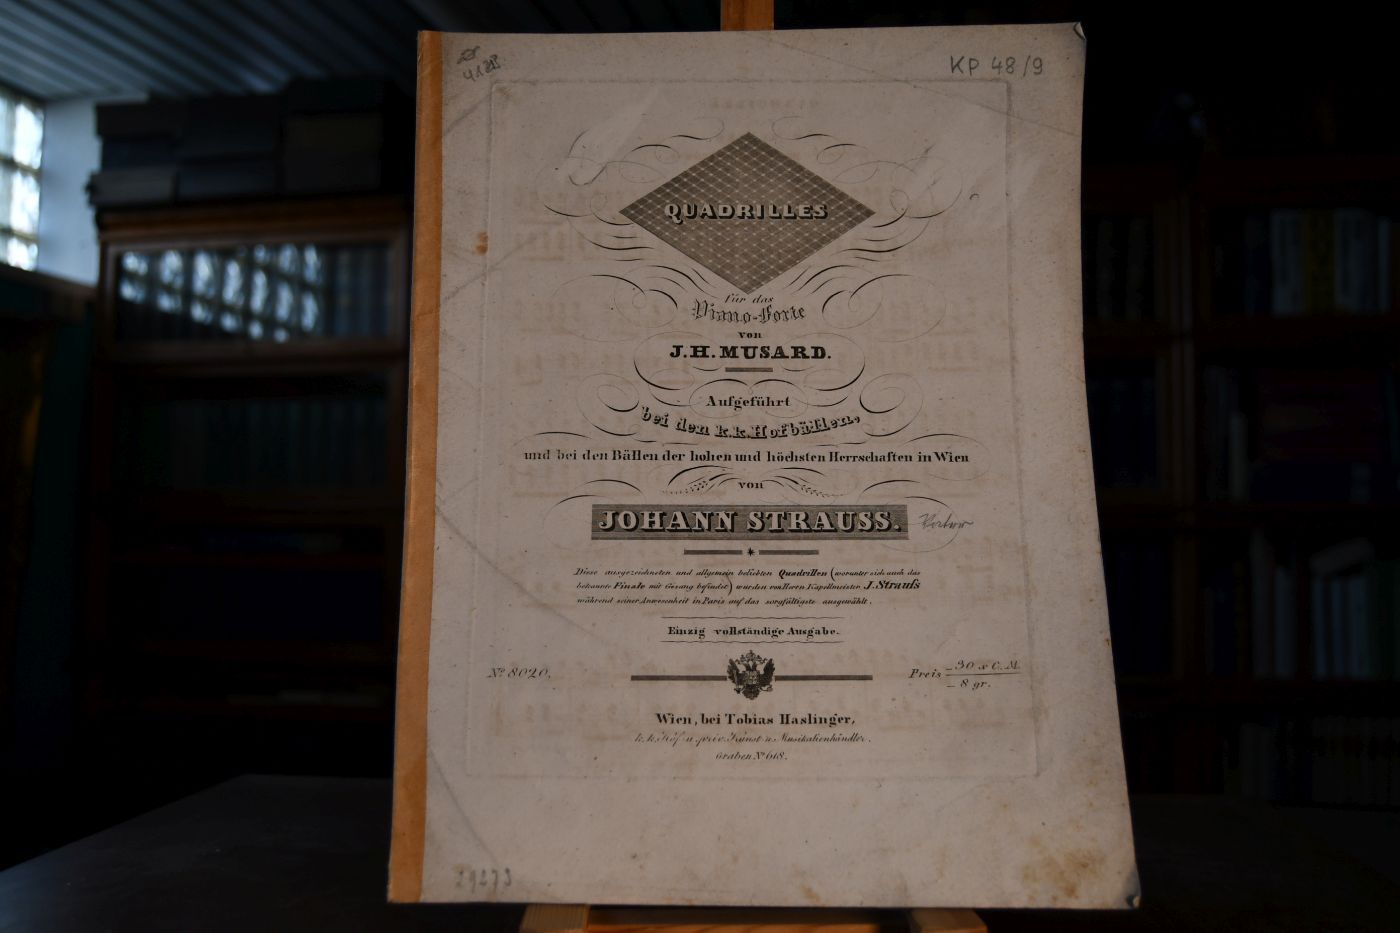 4128
KP 48/9
QUADRILLES
für das
Piano-Forte
von
J.H. MUSARD.
Aufgeführt
bei den k.k. Hofbällen,
und bei den Bällen der hohen und höchsten Herrschaften in Wien
von
JOHANN STRAUSS.
Diese ausgezeichneten und allgemein beliebten Quadrillen (worunter sich auch das
bekannte Finale mit Gesang befindet) wurden von Herrn Kapellmeister J. Strauſs
während seiner Anwesenheit in Paris auf das sorgfältigste ausgewählt.
Einzig vollständige Ausgabe.
No. 8020.
Preis – 30 x C. M.
– 8 gr.
Wien, bei Tobias Haslinger,
k. k. Hof- u. priv. Kunst- u. Musikalienhändler.
Graben No. 618.
29273